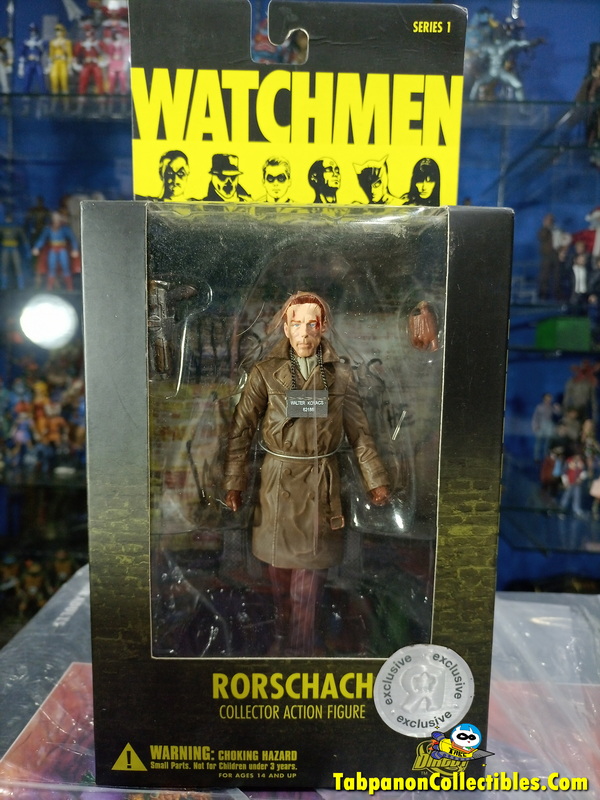 SERIES 1
WATCHMEN
WALTER KOVACS
RORSCHACH
COLLECTOR ACTION FIGURE
exclusive
exclusive
exclusive
WARNING: CHOKING HAZARD
Small Parts. Not for Children under 3 years.
FOR AGES 14 AND UP
TabpanonCollectibles.Com